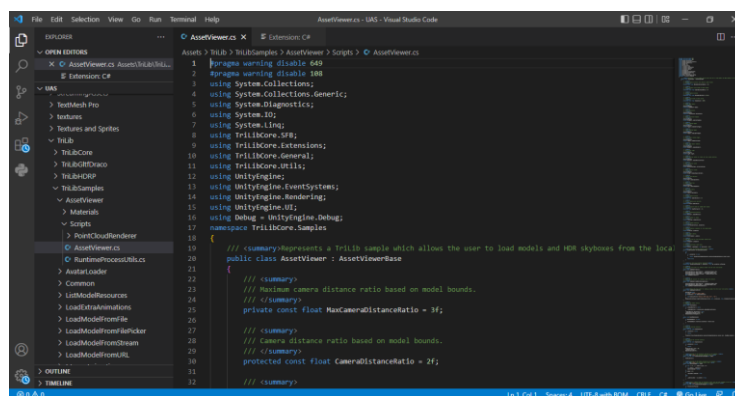 File Edit Selection View Go Run Terminal Help
AssetViewer.cs - UAS - Visual Studio Code
EXPLORER
OPEN EDITORS
AssetViewer.cs Assets\TriLib\TriLi...
Extension: C#
UAS
TextMesh Pro
textures
Textures and Sprites
TriLib
TriLibCore
TriLibGltfDraco
TriLibHDRP
TriLibSamples
AssetViewer
Materials
Scripts
PointCloudRenderer
AssetViewer.cs
RuntimeProcessUtils.cs
AvatarLoader
Common
ListModelResources
LoadExtraAnimations
LoadModelFromFile
LoadModelFromFilePicker
LoadModelFromStream
LoadModelFromURL
OUTLINE
TIMELINE
AssetViewer.cs
Extension: C#
Assets > TriLib > TriLibSamples > AssetViewer > Scripts > AssetViewer.cs
1 #pragma warning disable 649
2 #pragma warning disable 108
3 using System.Collections;
4 using System.Collections.Generic;
5 using System.Diagnostics;
6 using System.IO;
7 using System.Linq;
8 using TriLibCore.SFB;
9 using TriLibCore.Extensions;
10 using TriLibCore.General;
11 using TriLibCore.Utils;
12 using UnityEngine;
13 using UnityEngine.EventSystems;
14 using UnityEngine.Rendering;
15 using UnityEngine.UI;
16 using Debug = UnityEngine.Debug;
17 namespace TriLibCore.Samples
18 {
19 /// <summary>Represents a TriLib sample which allows the user to load models and HDR skyboxes from the local
20 public class AssetViewer : AssetViewerBase
21 {
22 /// <summary>
23 /// Maximum camera distance ratio based on model bounds.
24 /// </summary>
25 private const float MaxCameraDistanceRatio = 3f;
26
27 /// <summary>
28 /// Camera distance ratio based on model bounds.
29 /// </summary>
30 protected const float CameraDistanceRatio = 2f;
31
32 /// <summary>
0 0 Ln 1, Col 1 Spaces: 4 UTF-8 with BOM CRLF C# Go Live